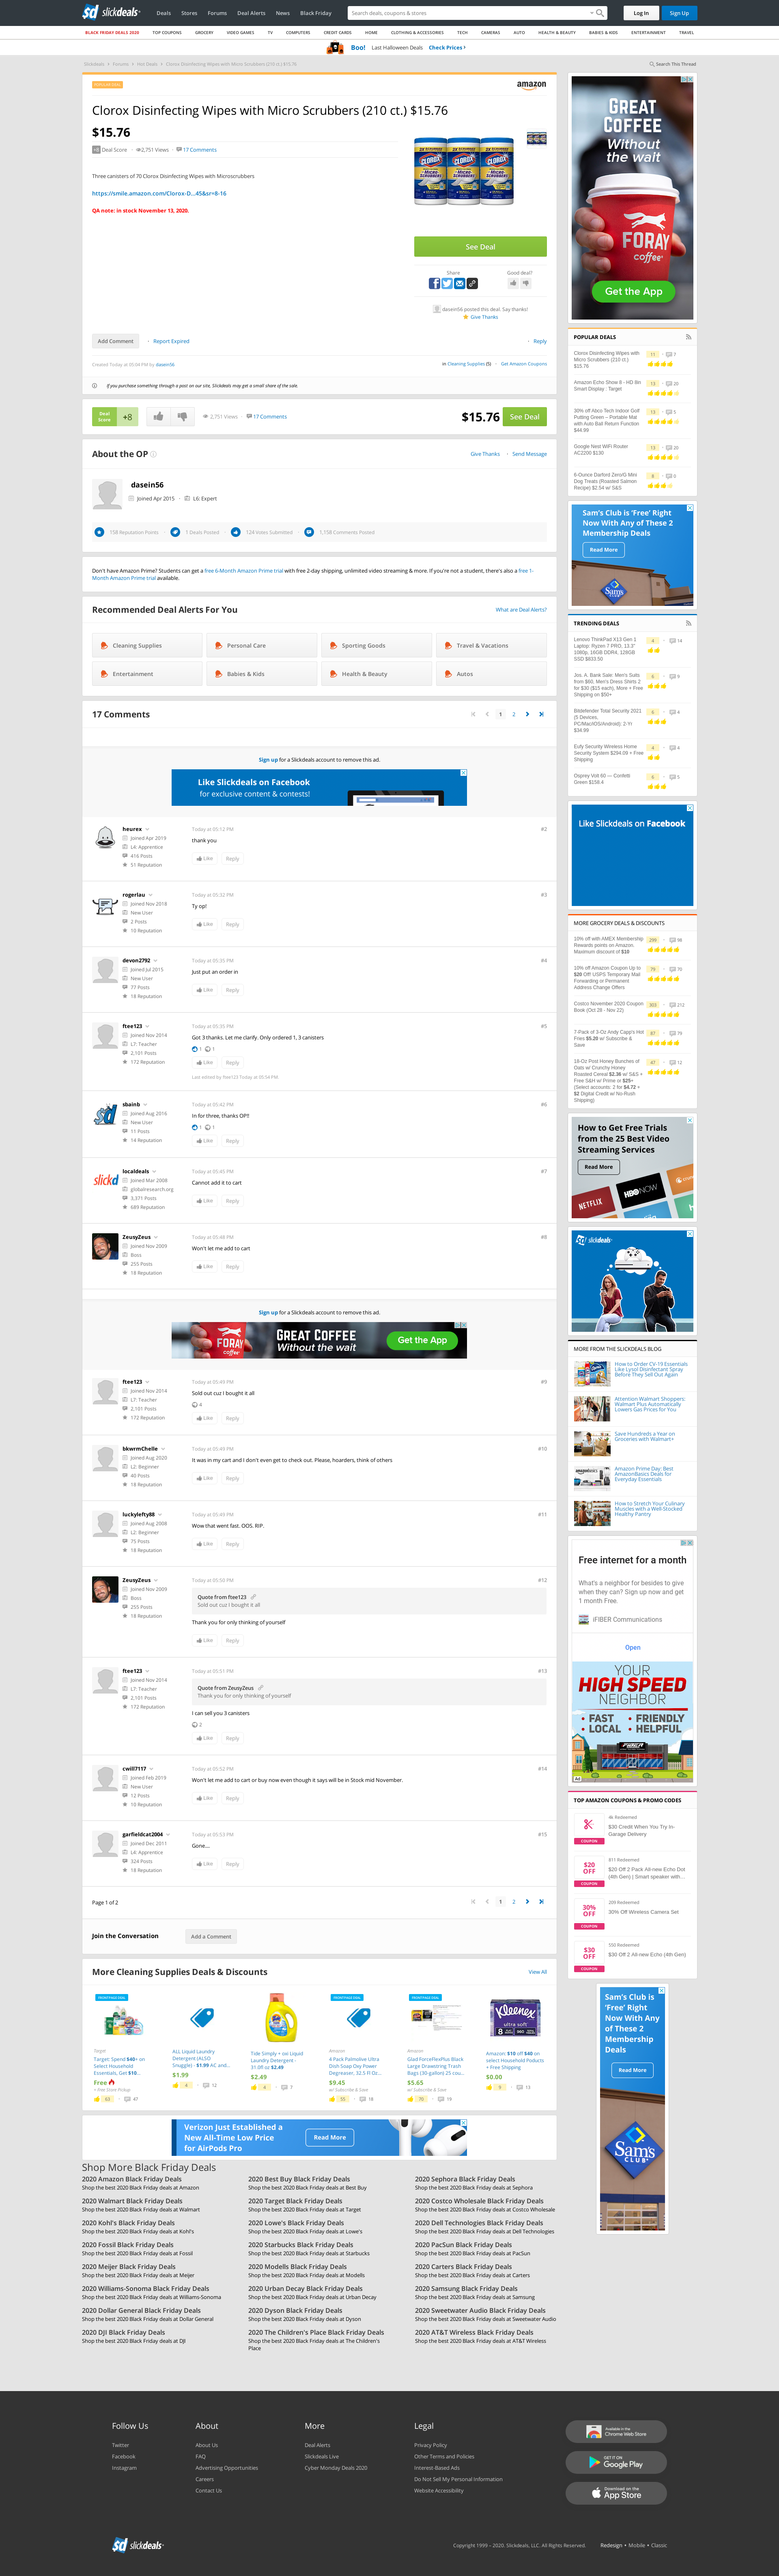 slickdeals
Deals Stores Forums Deal Alerts News Black Friday
Search deals, coupons & stores
Log In Sign Up
BLACK FRIDAY DEALS 2020 TOP COUPONS GROCERY VIDEO GAMES TV COMPUTERS CREDIT CARDS HOME CLOTHING & ACCESSORIES TECH CAMERAS AUTO HEALTH & BEAUTY BABIES & KIDS ENTERTAINMENT TRAVEL
Boo! Last Halloween Deals Check Prices ›
Slickdeals Forums Hot Deals Clorox Disinfecting Wipes with Micro Scrubbers (210 ct.) $15.76
Search This Thread
amazon
Clorox Disinfecting Wipes with Micro Scrubbers (210 ct.) $15.76
$15.76
Deal Score 2,751 Views 17 Comments
Three canisters of 70 Clorox Disinfecting Wipes with Microscrubbers
https://smile.amazon.com/Clorox-D...45&sr=8-16
QA note: in stock November 13, 2020.
See Deal
Share Good deal?
dasein56 posted this deal. Say thanks!
Give Thanks
Add Comment Report Expired Reply
Created Today at 05:04 PM by dasein56
in Cleaning Supplies (5) Get Amazon Coupons
If you purchase something through a post on our site, Slickdeals may get a small share of the sale.
Deal Score +8 2,751 Views 17 Comments $15.76 See Deal
About the OP Give Thanks Send Message
dasein56
Joined Apr 2015 L6: Expert
158 Reputation Points 1 Deals Posted 124 Votes Submitted 1,158 Comments Posted
Don't have Amazon Prime? Students can get a free 6-Month Amazon Prime trial with free 2-day shipping, unlimited video streaming & more. If you're not a student, there's also a free 1-
Month Amazon Prime trial available.
Recommended Deal Alerts For You What are Deal Alerts?
Cleaning Supplies Personal Care Sporting Goods Travel & Vacations
Entertainment Babies & Kids Health & Beauty Autos
17 Comments 1 2
Sign up for a Slickdeals account to remove this ad.
Like Slickdeals on Facebook
for exclusive content & contests!
heurex Today at 05:12 PM #2
Joined Apr 2019
L4: Apprentice
416 Posts
51 Reputation
thank you
Like Reply
rogerlau Today at 05:32 PM #3
Joined Nov 2018
New User
2 Posts
10 Reputation
Ty op!
Like Reply
devon2792 Today at 05:35 PM #4
Joined Jul 2015
New User
77 Posts
18 Reputation
Just put an order in
Like Reply
ftee123 Today at 05:35 PM #5
Joined Nov 2014
L7: Teacher
2,101 Posts
172 Reputation
Got 3 thanks. Let me clarify. Only ordered 1, 3 canisters
1 1
Like Reply
Last edited by ftee123 Today at 05:54 PM.
sbainb Today at 05:42 PM #6
Joined Aug 2016
New User
11 Posts
14 Reputation
In for three, thanks OP!!
1 1
Like Reply
localdeals Today at 05:45 PM #7
Joined Mar 2008
globalresearch.org
3,371 Posts
689 Reputation
Cannot add it to cart
Like Reply
ZeusyZeus Today at 05:48 PM #8
Joined Nov 2009
Boss
255 Posts
18 Reputation
Won't let me add to cart
Like Reply
Sign up for a Slickdeals account to remove this ad.
FORAY coffee GREAT COFFEE Without the wait Get the App
ftee123 Today at 05:49 PM #9
Joined Nov 2014
L7: Teacher
2,101 Posts
172 Reputation
Sold out cuz I bought it all
4
Like Reply
bkwrmChelle Today at 05:49 PM #10
Joined Aug 2020
L2: Beginner
40 Posts
18 Reputation
It was in my cart and I don't even get to check out. Please, hoarders, think of others
Like Reply
luckylefty88 Today at 05:49 PM #11
Joined Aug 2008
L2: Beginner
75 Posts
18 Reputation
Wow that went fast. OOS. RIP.
Like Reply
ZeusyZeus Today at 05:50 PM #12
Joined Nov 2009
Boss
255 Posts
18 Reputation
Quote from ftee123
Sold out cuz I bought it all
Thank you for only thinking of yourself
Like Reply
ftee123 Today at 05:51 PM #13
Joined Nov 2014
L7: Teacher
2,101 Posts
172 Reputation
Quote from ZeusyZeus
Thank you for only thinking of yourself
I can sell you 3 canisters
2
Like Reply
cwill7117 Today at 05:52 PM #14
Joined Feb 2019
New User
12 Posts
10 Reputation
Won't let me add to cart or buy now even though it says will be in Stock mid November.
Like Reply
garfieldcat2004 Today at 05:53 PM #15
Joined Dec 2011
L4: Apprentice
324 Posts
18 Reputation
Gone....
Like Reply
Page 1 of 2 1 2
Join the Conversation Add a Comment
More Cleaning Supplies Deals & Discounts View All
Target
Target: Spend $40+ on
Select Household
Essentials, Get $10...
Free
+ Free Store Pickup
63 47
ALL Liquid Laundry
Detergent (ALSO
Snuggle) - $1.99 AC and...
$1.99
4 12
Tide Simply + oxi Liquid
Laundry Detergent -
31.0fl oz $2.49
$2.49
4 7
Amazon
6 Pack Palmolive Ultra
Dish Soap Oxy Power
Degreaser, 32.5 Fl Oz...
$9.45
w/ Subscribe & Save
55 18
Amazon
Glad ForceFlexPlus Black
Large Drawstring Trash
Bags (30-gallon) 25 cou...
$5.65
w/ Subscribe & Save
70 19
Amazon: $10 off $40 on
select Household Poducts
+ Free Shipping
$0.00
9 13
Verizon Just Established a
New All-Time Low Price
for AirPods Pro
Read More
Shop More Black Friday Deals
2020 Amazon Black Friday Deals
Shop the best 2020 Black Friday deals at Amazon
2020 Best Buy Black Friday Deals
Shop the best 2020 Black Friday deals at Best Buy
2020 Sephora Black Friday Deals
Shop the best 2020 Black Friday deals at Sephora
2020 Walmart Black Friday Deals
Shop the best 2020 Black Friday deals at Walmart
2020 Target Black Friday Deals
Shop the best 2020 Black Friday deals at Target
2020 Costco Wholesale Black Friday Deals
Shop the best 2020 Black Friday deals at Costco Wholesale
2020 Kohl's Black Friday Deals
Shop the best 2020 Black Friday deals at Kohl's
2020 Lowe's Black Friday Deals
Shop the best 2020 Black Friday deals at Lowe's
2020 Dell Technologies Black Friday Deals
Shop the best 2020 Black Friday deals at Dell Technologies
2020 Fossil Black Friday Deals
Shop the best 2020 Black Friday deals at Fossil
2020 Starbucks Black Friday Deals
Shop the best 2020 Black Friday deals at Starbucks
2020 PacSun Black Friday Deals
Shop the best 2020 Black Friday deals at PacSun
2020 Meijer Black Friday Deals
Shop the best 2020 Black Friday deals at Meijer
2020 Modells Black Friday Deals
Shop the best 2020 Black Friday deals at Modells
2020 Carters Black Friday Deals
Shop the best 2020 Black Friday deals at Carters
2020 Williams-Sonoma Black Friday Deals
Shop the best 2020 Black Friday deals at Williams-Sonoma
2020 Urban Decay Black Friday Deals
Shop the best 2020 Black Friday deals at Urban Decay
2020 Samsung Black Friday Deals
Shop the best 2020 Black Friday deals at Samsung
2020 Dollar General Black Friday Deals
Shop the best 2020 Black Friday deals at Dollar General
2020 Dyson Black Friday Deals
Shop the best 2020 Black Friday deals at Dyson
2020 Sweetwater Audio Black Friday Deals
Shop the best 2020 Black Friday deals at Sweetwater Audio
2020 DJI Black Friday Deals
Shop the best 2020 Black Friday deals at DJI
2020 The Children's Place Black Friday Deals
Shop the best 2020 Black Friday deals at The Children's
Place
2020 AT&T Wireless Black Friday Deals
Shop the best 2020 Black Friday deals at AT&T Wireless
GREAT
COFFEE
Without
the wait
FORAY
coffee
Get the App
POPULAR DEALS
Clorox Disinfecting Wipes with
Micro Scrubbers (210 ct.)
$15.76
11 7
Amazon Echo Show 8 - HD 8in
Smart Display : Target
13 20
30% off Abco Tech Indoor Golf
Putting Green – Portable Mat
with Auto Ball Return Function
$44.99
13 5
Google Nest WiFi Router
AC2200 $130
13 20
6-Ounce Darford Zero/G Mini
Dog Treats (Roasted Salmon
Recipe) $2.54 w/ S&S
8 0
Sam's Club is 'Free' Right
Now With Any of These 2
Membership Deals
Read More
Sam's
TRENDING DEALS
Lenovo ThinkPad X13 Gen 1
Laptop: Ryzen 7 PRO, 13.3"
1080p, 16GB DDR4, 128GB
SSD $933.50
4 14
Jos. A. Bank Sale: Men's Suits
from $60, Men's Dress Shirts 2
for $30 ($15 each), More + Free
Shipping on $50+
6 9
Bitdefender Total Security 2021
(5 Devices,
PC/Mac/iOS/Android): 2-Yr
$34.99
6 4
Eufy Security Wireless Home
Security System $294.09 + Free
Shipping
4 4
Osprey Volt 60 — Confetti
Green $158.4
6 5
Like Slickdeals on Facebook
MORE GROCERY DEALS & DISCOUNTS
10% off with AMEX Membership
Rewards points on Amazon.
Maximum discount of $10
299 98
10% off Amazon Coupon Up to
$20 Off! USPS Temporary Mail
Forwarding or Permanent
Address Change Offers
79 70
Costco November 2020 Coupon
Book (Oct 28 - Nov 22)
303 212
7-Pack of 3-Oz Andy Capp's Hot
Fries $5.20 w/ Subscribe &
Save
87 79
18-Oz Post Honey Bunches of
Oats w/ Crunchy Honey
Roasted Cereal $2.36 w/ S&S +
Free S&H w/ Prime or $25+
(Select accounts: 2 for $4.72 +
$2 Digital Credit w/ No-Rush
Shipping)
47 12
How to Get Free Trials
from the 25 Best Video
Streaming Services
Read More
NETFLIX
HBO NOW
slickdeals
MORE FROM THE SLICKDEALS BLOG
How to Order CV-19 Essentials
Like Lysol Disinfectant Spray
Before They Sell Out Again
Attention Walmart Shoppers:
Walmart Plus Automatically
Lowers Gas Prices for You
Save Hundreds a Year on
Groceries with Walmart+
Amazon Prime Day: Best
AmazonBasics Deals for
Everyday Essentials
How to Stretch Your Culinary
Muscles with a Well-Stocked
Healthy Pantry
Free internet for a month
What's a neighbor for besides to give
when they can? Sign up now and get
1 month Free.
iFIBER Communications
Open
YOUR
HIGH SPEED
NEIGHBOR
• FAST • FRIENDLY
• LOCAL • HELPFUL
Ad
TOP AMAZON COUPONS & PROMO CODES
4k Redeemed
$30 Credit When You Try In-
Garage Delivery
COUPON
$20 OFF
811 Redeemed
$20 Off 2 Pack All-new Echo Dot
(4th Gen) | Smart speaker with...
COUPON
30% OFF
209 Redeemed
30% Off Wireless Camera Set
COUPON
$30 OFF
550 Redeemed
$30 Off 2 All-new Echo (4th Gen)
COUPON
Sam's Club is
'Free' Right
Now With Any
of These 2
Membership
Deals
Read More
Sam's
CLUB
Follow Us
Twitter
Facebook
Instagram
About
About Us
FAQ
Advertising Opportunities
Careers
Contact Us
More
Deal Alerts
Slickdeals Live
Cyber Monday Deals 2020
Legal
Privacy Policy
Other Terms and Policies
Interest-Based Ads
Do Not Sell My Personal Information
Website Accessibility
Available in the
Chrome Web Store
GET IT ON
Google Play
Download on the
App Store
slickdeals
Copyright 1999 – 2020. Slickdeals, LLC. All Rights Reserved. Redesign • Mobile • Classic